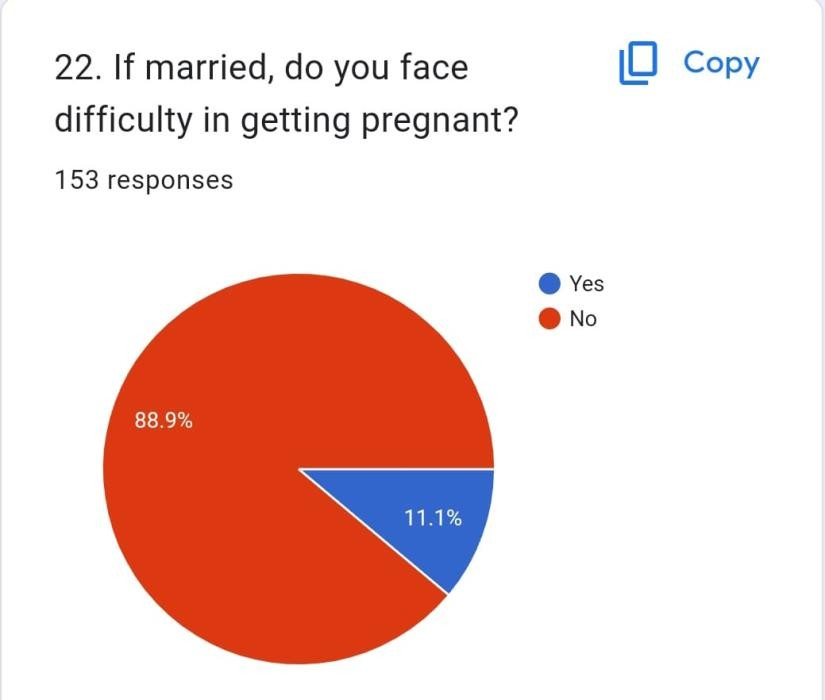 22. If married, do you face
difficulty in getting pregnant?
Copy
153 responses
Yes
No
88.9%
11.1%